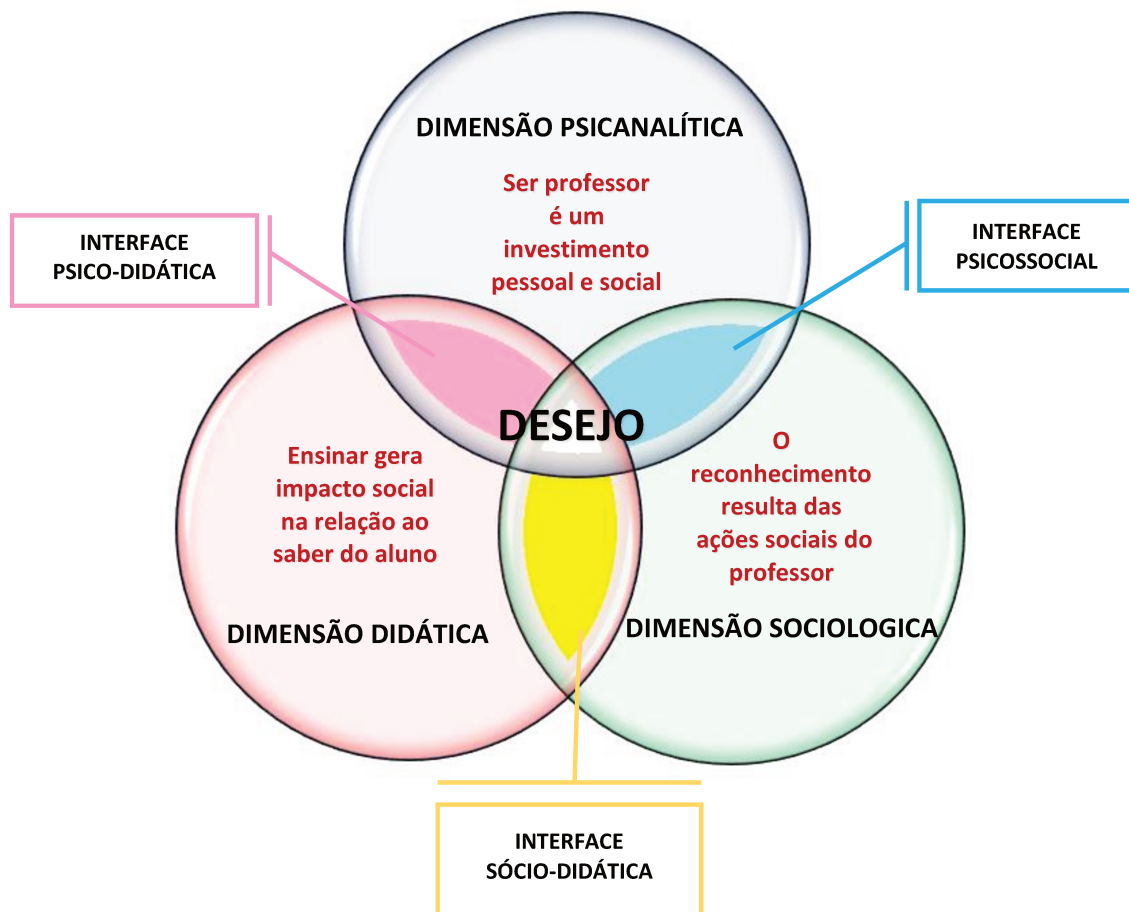 DIMENSÃO PSICANALÍTICA
Ser professor
é um
investimento
pessoal e social
INTERFACE
PSICO-DIDÁTICA
INTERFACE
PSICOSSOCIAL
DESEJO
Ensinar gera
impacto social
na relação ao
saber do aluno
DIMENSÃO DIDÁTICA
O
reconhecimento
resulta das
ações sociais do
professor
DIMENSÃO SOCIOLOGICA
INTERFACE
SÓCIO-DIDÁTICA